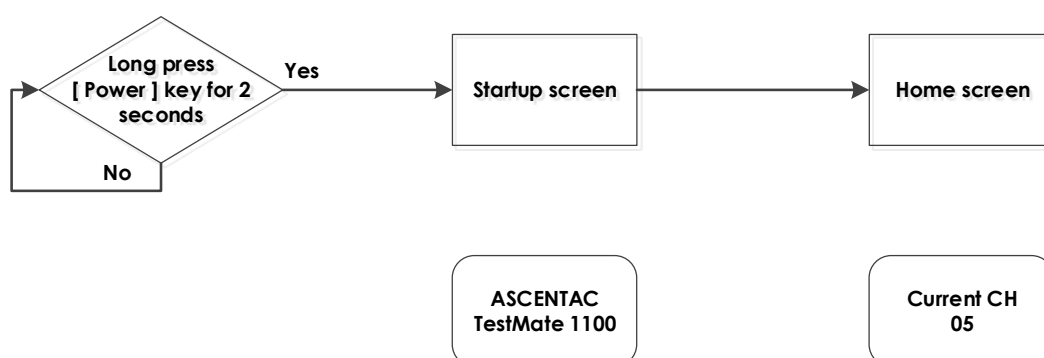 Long press
[ Power ] key for 2
seconds
Yes
No
Startup screen
Home screen
ASCENTAC
TestMate 1100
Current CH
05